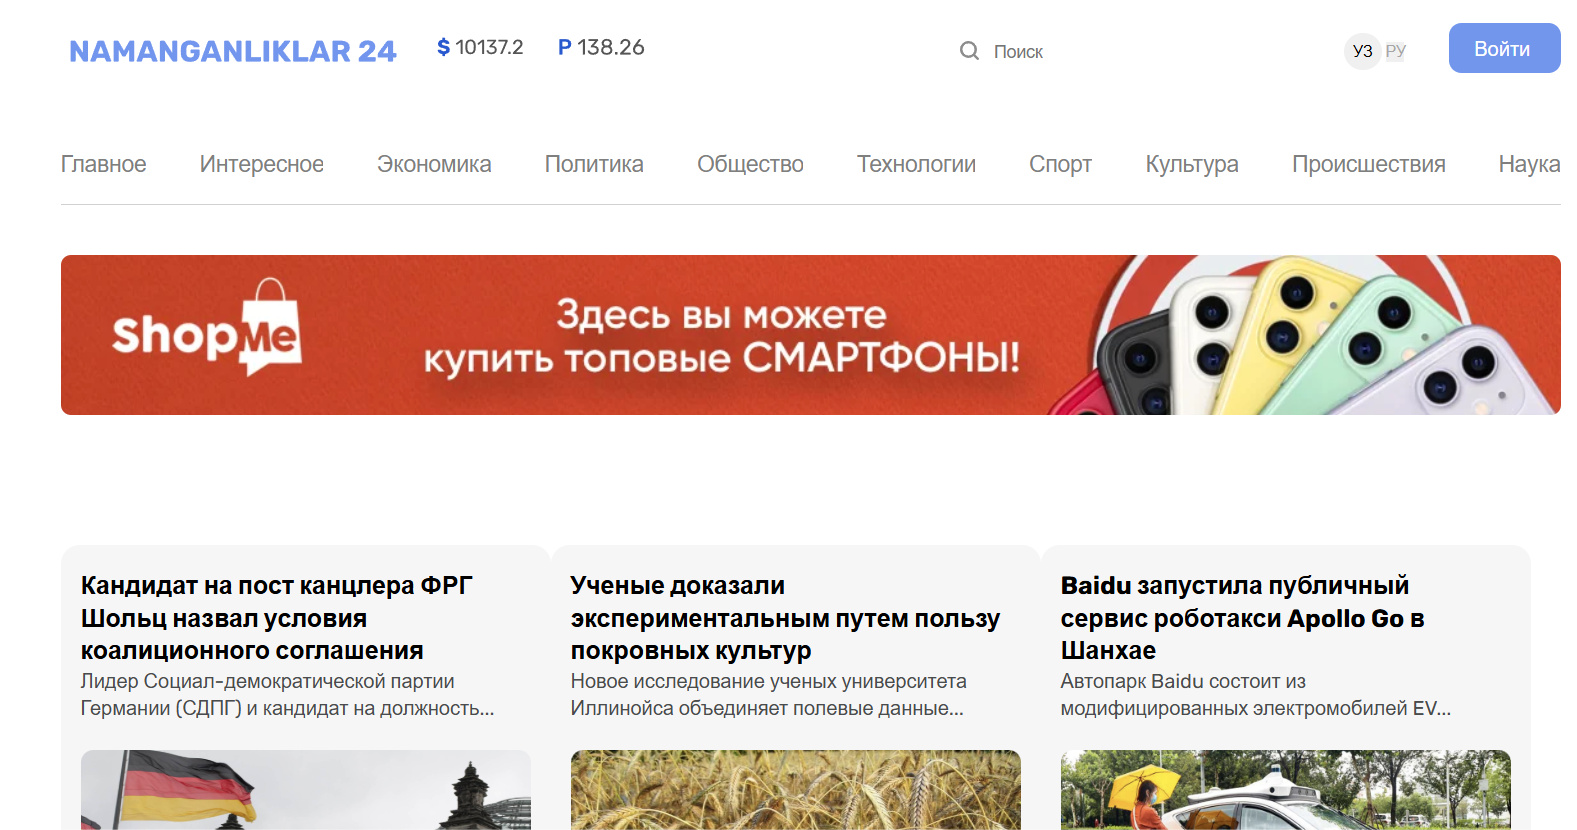 NAMANGANLIKLAR 24
$ 10137.2
P 138.26
Поиск
УЗ РУ
Войти
Главное Интересное Экономика Политика Общество Технологии Спорт Культура Происшествия Наука
ShopMe
Здесь вы можете
купить топовые СМАРТФОНЫ!
Кандидат на пост канцлера ФРГ
Шольц назвал условия
коалиционного соглашения
Лидер Социал-демократической партии
Германии (СДПГ) и кандидат на должность...
Ученые доказали
экспериментальным путем пользу
покровных культур
Новое исследование ученых университета
Иллинойса объединяет полевые данные...
Baidu запустила публичный
сервис роботакси Apollo Go в
Шанхае
Автопарк Baidu состоит из
модифицированных электромобилей EV...